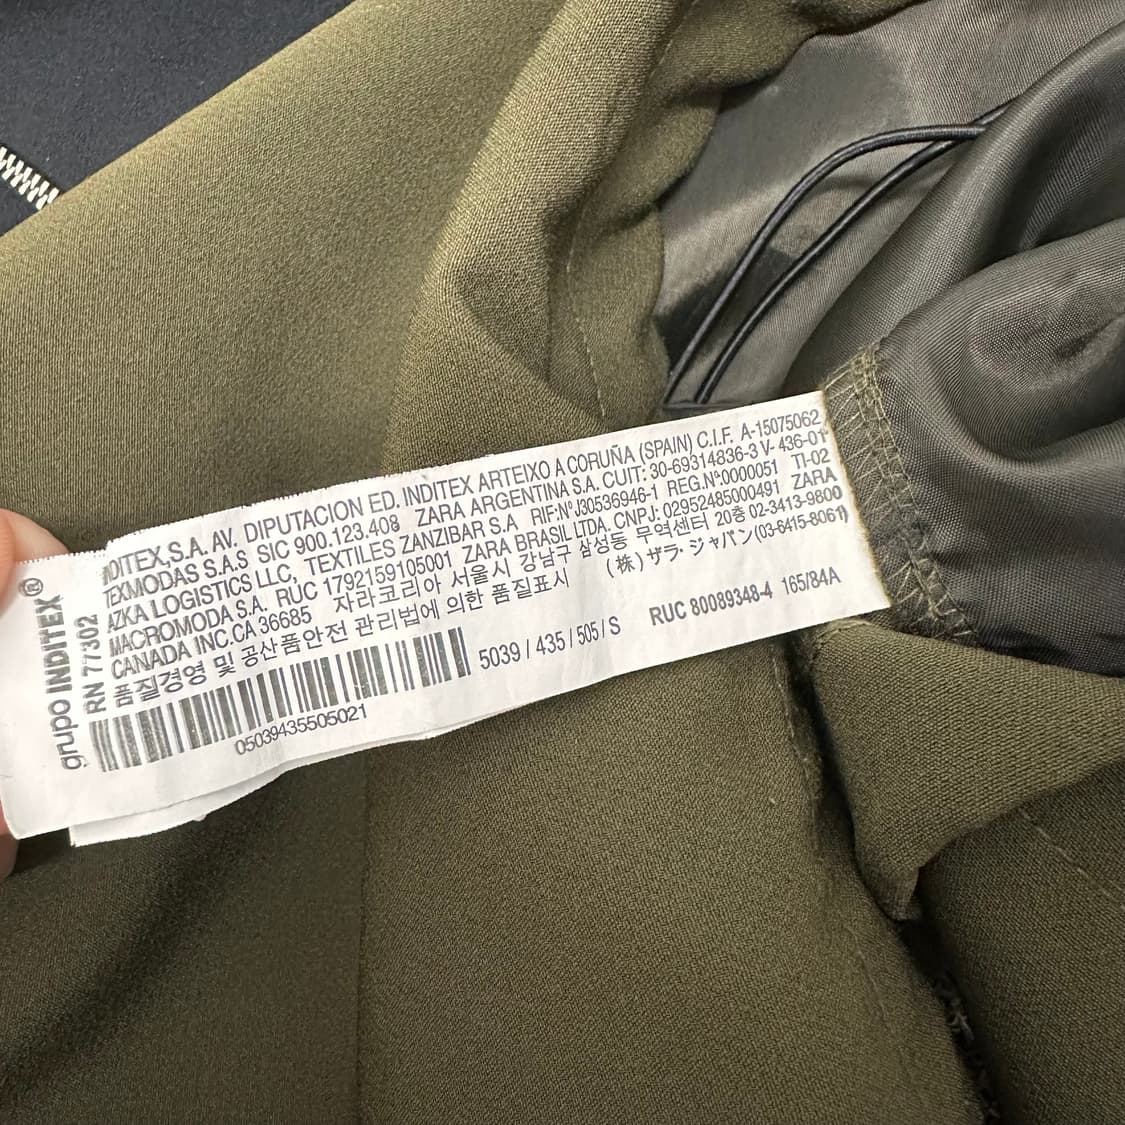 grupo INDITEX®
RN 77302
INDITEX,S.A. AV. DIPUTACION ED. INDITEX ARTEIXO A CORUÑA (SPAIN) C.I.F. A-15075062
TEXMODAS S.A.S SIC 900.123.408 ZARA ARGENTINA S.A. CUIT: 30-69314836-3 V- 436-01
AZKA LOGISTICS LLC, TEXTILES ZANZIBAR S.A RIF:Nº J30536946-1 REG.Nº:0000051 TI-02
MACROMODA S.A. RUC 1792159105001 ZARA BRASIL LTDA. CNPJ: 02952485000491 ZARA
CANADA INC.CA 36685 자라코리아 서울시 강남구 삼성동 무역센터 20층 02-3413-9800
품질경영 및 공산품안전 관리법에 의한 품질표시 (株) ザラ・ジャパン (03-6415-8061)
5039 / 435 / 505 / S RUC 80089348-4 165/84A
05039435505021